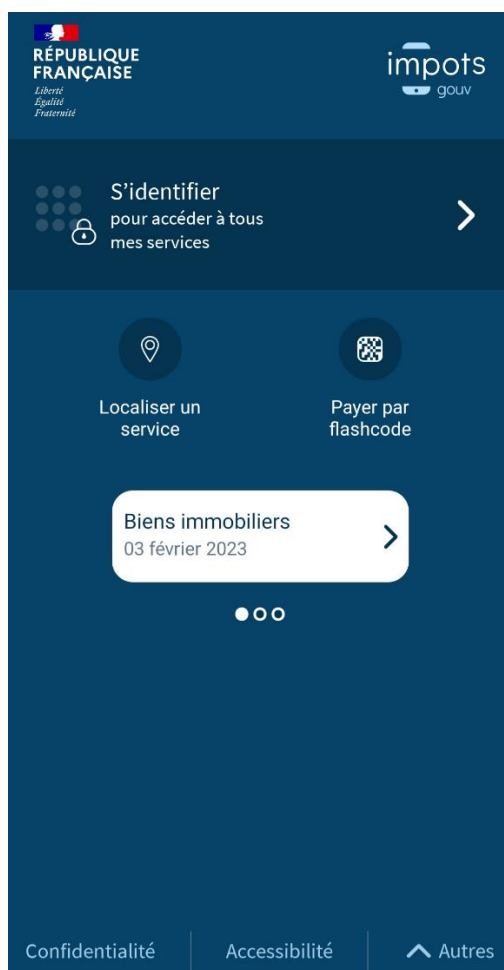 RÉPUBLIQUE
FRANÇAISE
Liberté
Égalité
Fraternité
impots
gouv
S’identifier
pour accéder à tous
mes services
Localiser un
service
Payer par
flashcode
Biens immobiliers
03 février 2023
Confidentialité
Accessibilité
Autres